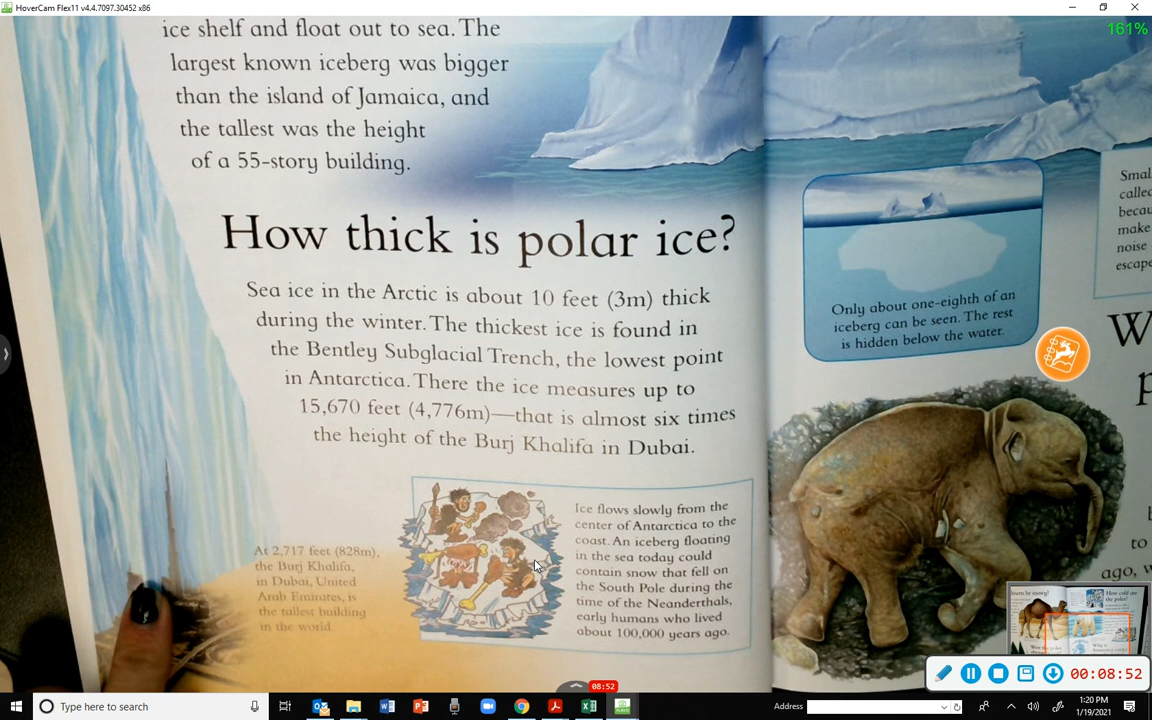 HoverCam Flex11 v4.4.7097.30452 x86
161%
ice shelf and float out to sea. The
largest known iceberg was bigger
than the island of Jamaica, and
the tallest was the height
of a 55-story building.
How thick is polar ice?
Sea ice in the Arctic is about 10 feet (3m) thick
during the winter. The thickest ice is found in
the Bentley Subglacial Trench, the lowest point
in Antarctica. There the ice measures up to
15,670 feet (4,776m)—that is almost six times
the height of the Burj Khalifa in Dubai.
At 2,717 feet (828m),
the Burj Khalifa,
in Dubai, United
Arab Emirates, is
the tallest building
in the world.
Ice flows slowly from the
center of Antarctica to the
coast. An iceberg floating
in the sea today could
contain snow that fell on
the South Pole during the
time of the Neanderthals,
early humans who lived
about 100,000 years ago.
Only about one-eighth of an
iceberg can be seen. The rest
is hidden below the water.
Smal
calle
becau
make
noise
escape
W
p
b
to
ago, w
How cold are
the poles?
00:08:52
08:52
Type here to search
Address
1:20 PM
1/19/2021